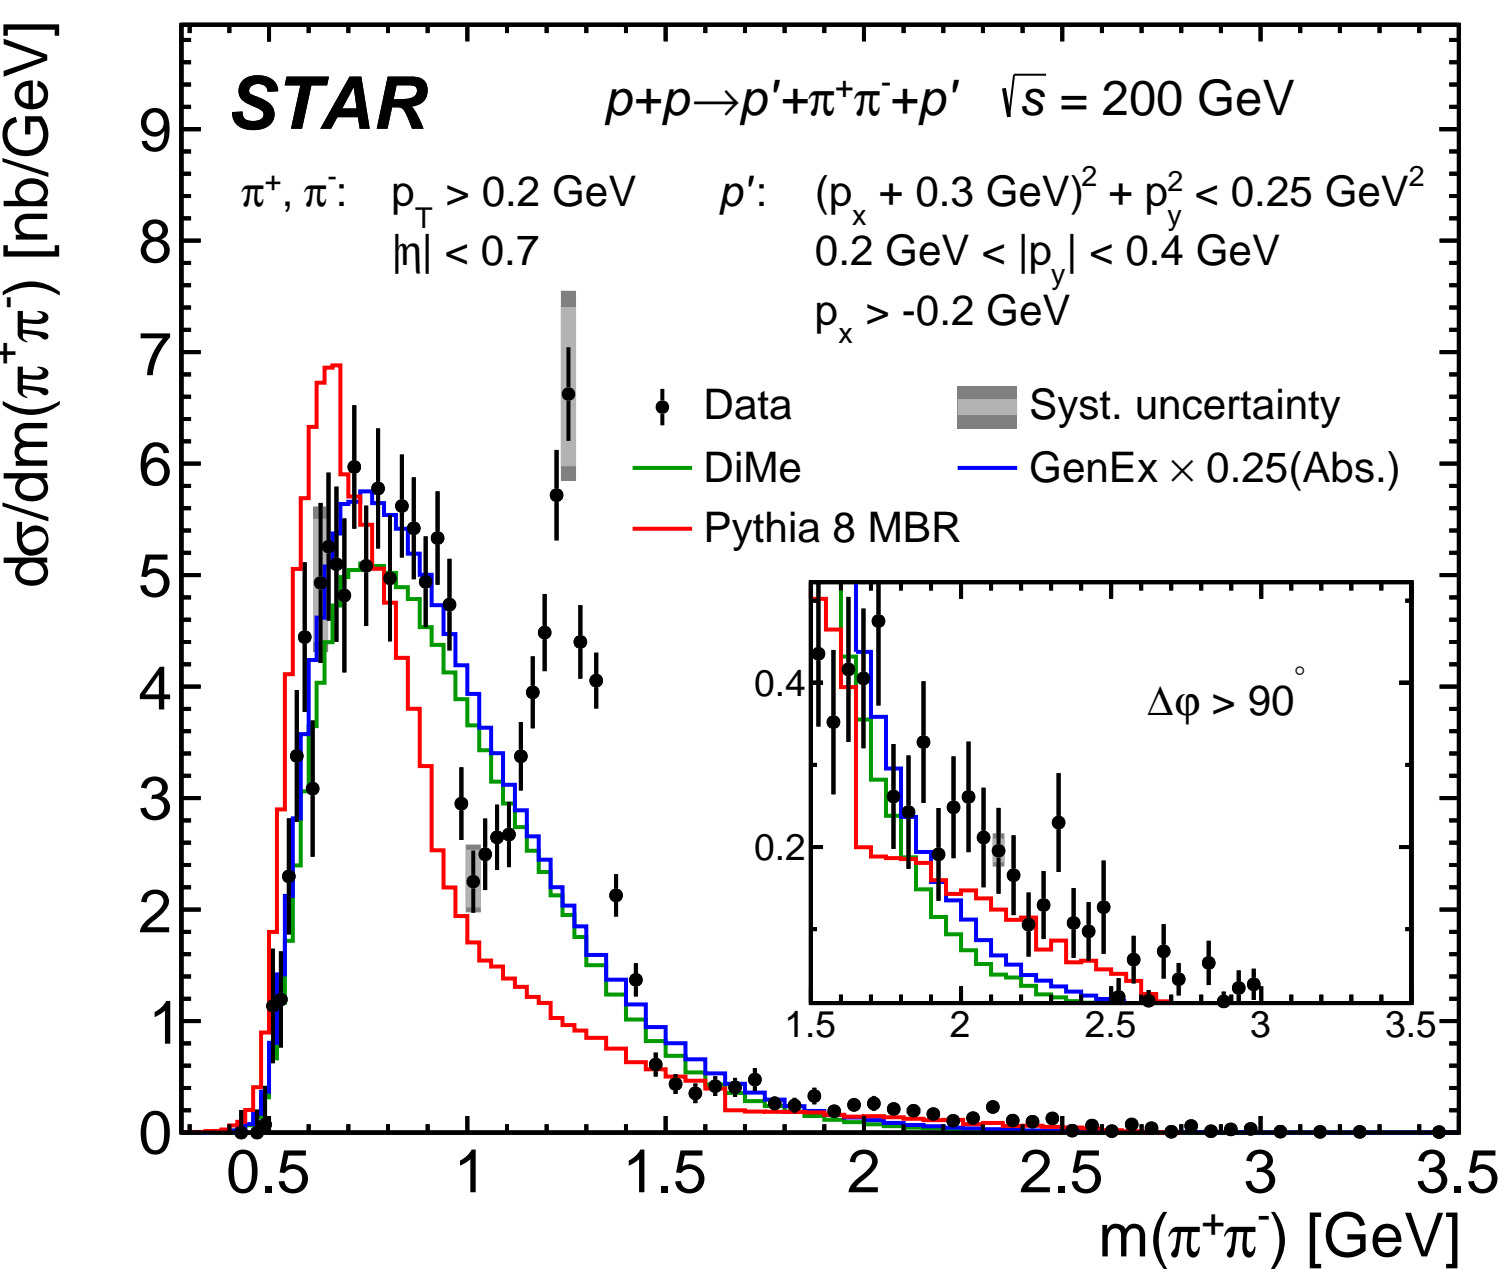 dσ/dm(π⁺π⁻) [nb/GeV]
STAR p+p→p′+π⁺π⁻+p′ √s = 200 GeV
π⁺, π⁻: p_T > 0.2 GeV p′: (p_x + 0.3 GeV)² + p_y² < 0.25 GeV²
|η| < 0.7 0.2 GeV < |p_y| < 0.4 GeV
p_x > -0.2 GeV
Data Syst. uncertainty
DiMe GenEx × 0.25(Abs.)
Pythia 8 MBR
9
8
7
6
5
4
3
2
1
0
Δφ > 90°
0.4
0.2
1.5 2 2.5 3 3.5
0.5 1 1.5 2 2.5 3 3.5
m(π⁺π⁻) [GeV]